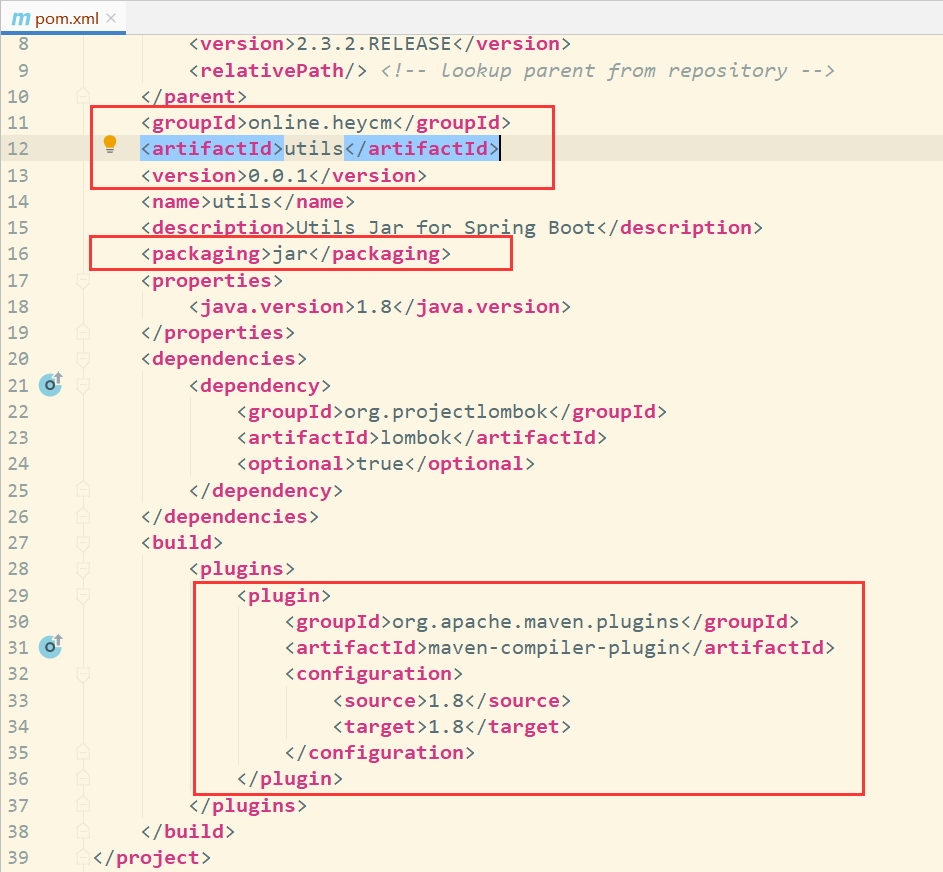 m pom.xml ×
8 <version>2.3.2.RELEASE</version>
9 <relativePath/> <!-- lookup parent from repository -->
10 </parent>
11 <groupId>online.heycm</groupId>
12 <artifactId>utils</artifactId>
13 <version>0.0.1</version>
14 <name>utils</name>
15 <description>Utils Jar for Spring Boot</description>
16 <packaging>jar</packaging>
17 <properties>
18 <java.version>1.8</java.version>
19 </properties>
20 <dependencies>
21 <dependency>
22 <groupId>org.projectlombok</groupId>
23 <artifactId>lombok</artifactId>
24 <optional>true</optional>
25 </dependency>
26 </dependencies>
27 <build>
28 <plugins>
29 <plugin>
30 <groupId>org.apache.maven.plugins</groupId>
31 <artifactId>maven-compiler-plugin</artifactId>
32 <configuration>
33 <source>1.8</source>
34 <target>1.8</target>
35 </configuration>
36 </plugin>
37 </plugins>
38 </build>
39 </project>